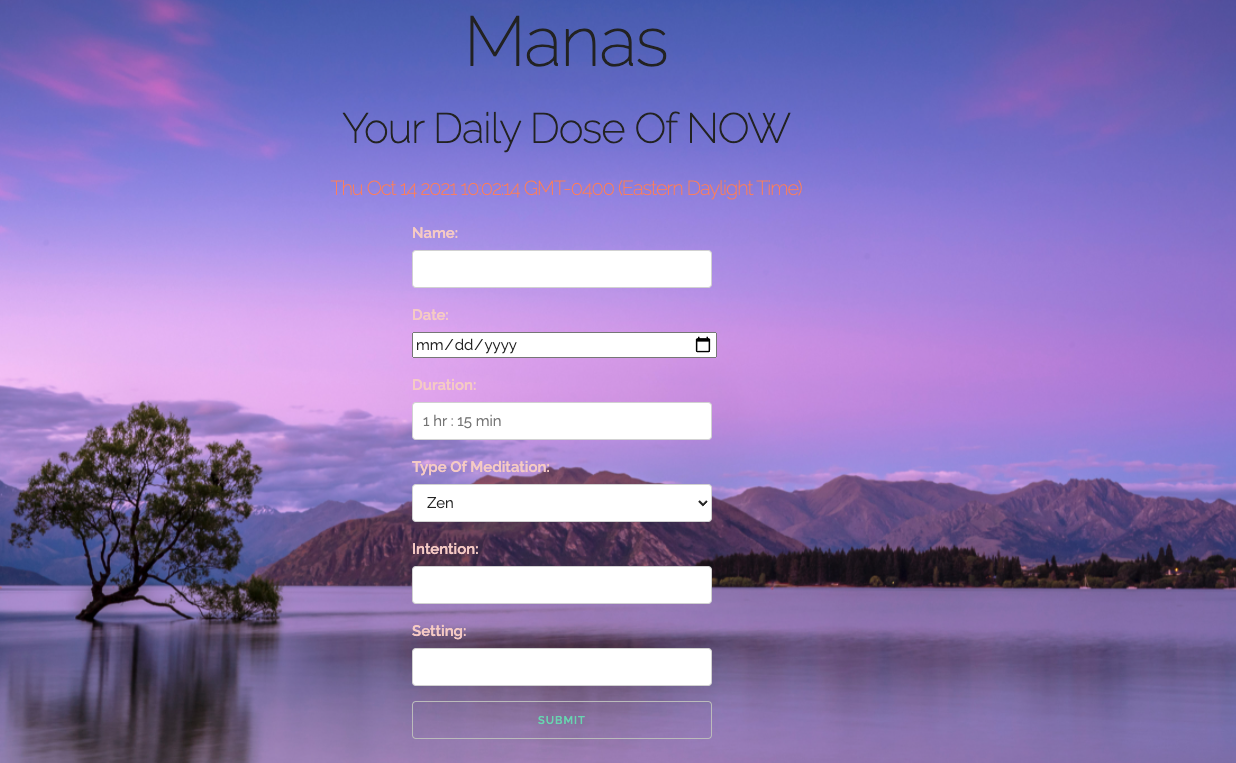 Manas
Your Daily Dose Of NOW
Thu Oct 14 2021 10:02:14 GMT-0400 (Eastern Daylight Time)
Name:
Date:
mm/dd/yyyy
Duration:
1 hr : 15 min
Type Of Meditation:
Zen
Intention:
Setting:
SUBMIT